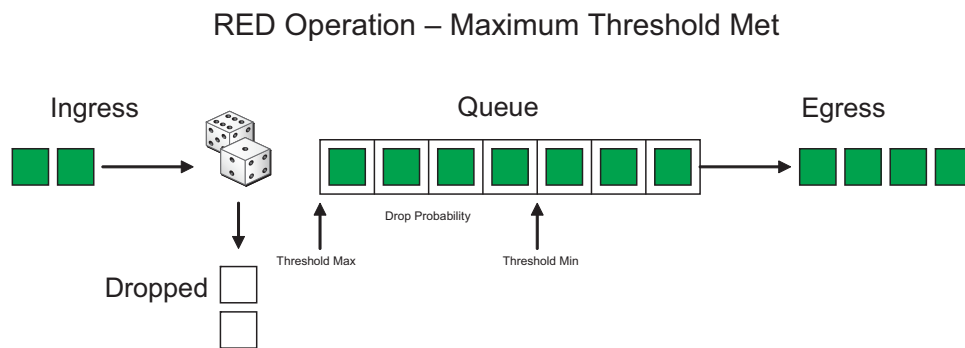 RED Operation – Maximum Threshold Met
Ingress
Queue
Egress
Drop Probability
Threshold Max
Threshold Min
Dropped